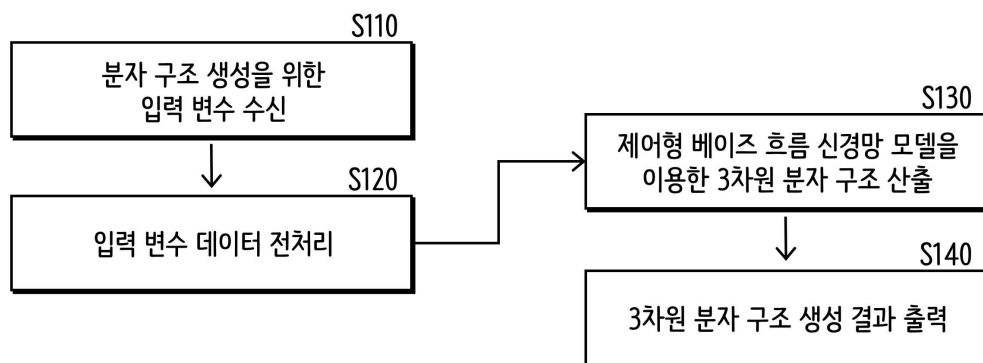 S110
분자 구조 생성을 위한
입력 변수 수신
S120
입력 변수 데이터 전처리
S130
제어형 베이즈 흐름 신경망 모델을
이용한 3차원 분자 구조 산출
S140
3차원 분자 구조 생성 결과 출력